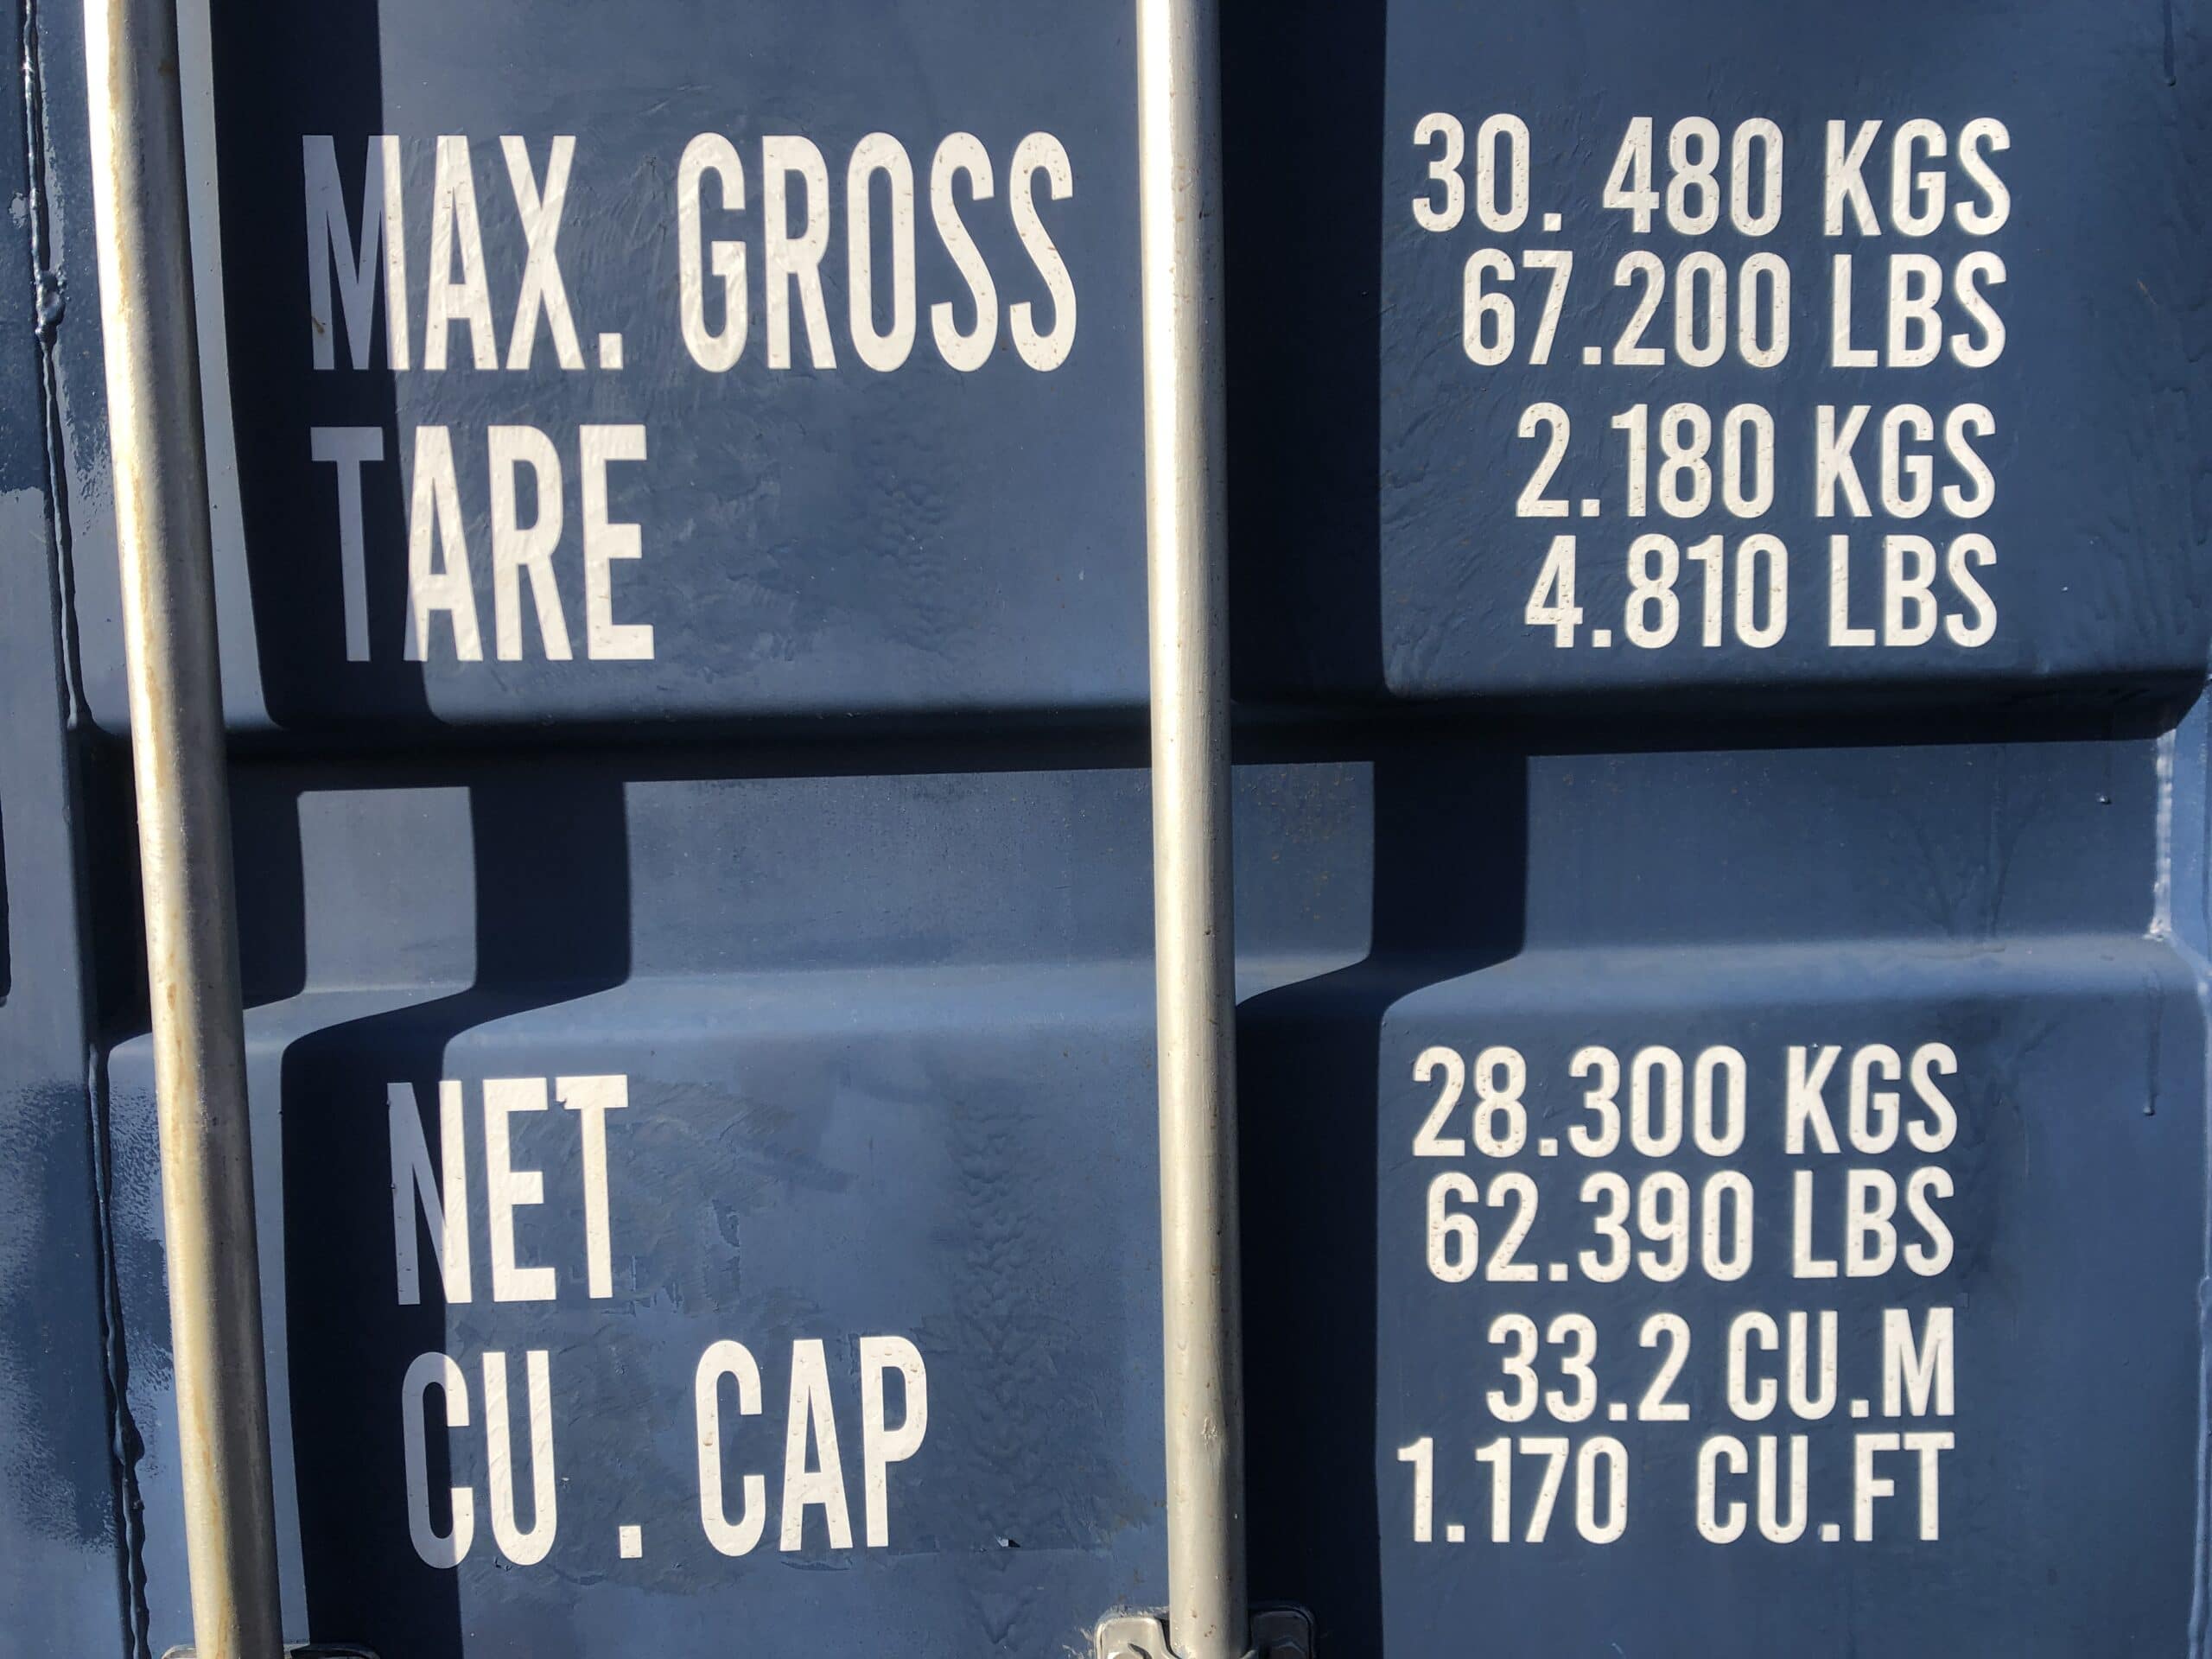 MAX. GROSS 30. 480 KGS
67.200 LBS
TARE 2.180 KGS
4.810 LBS
NET 28.300 KGS
62.390 LBS
CU . CAP 33.2 CU.M
1.170 CU.FT